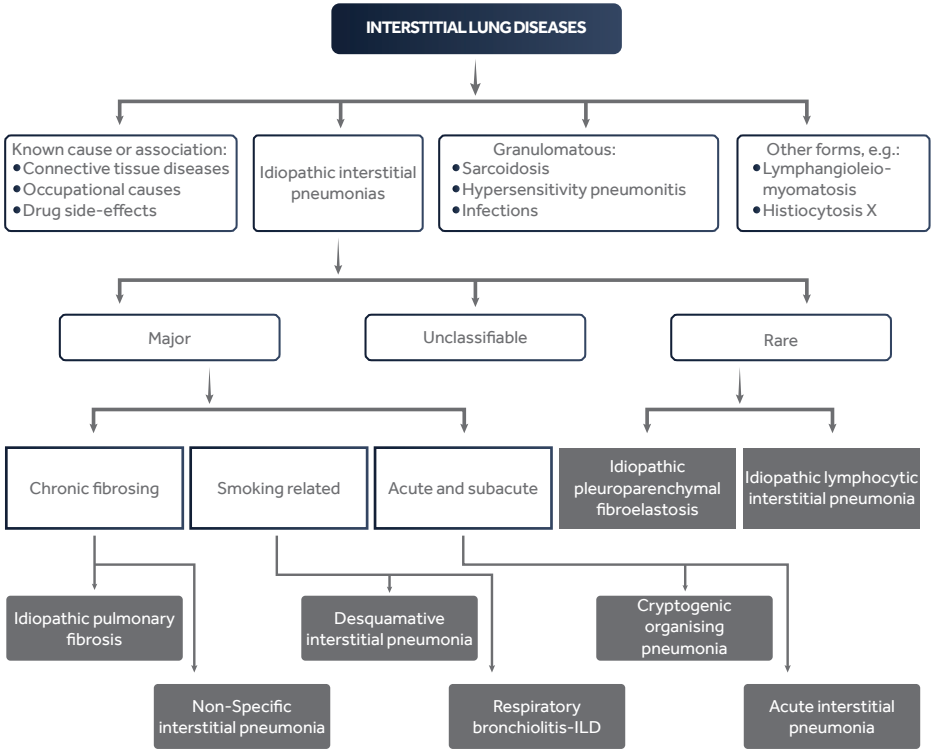 INTERSTITIAL LUNG DISEASES
Known cause or association:
•Connective tissue diseases
•Occupational causes
•Drug side-effects
Idiopathic interstitial
pneumonias
Granulomatous:
•Sarcoidosis
•Hypersensitivity pneumonitis
•Infections
Other forms, e.g.:
•Lymphangioleio-
myomatosis
•Histiocytosis X
Major
Unclassifiable
Rare
Chronic fibrosing
Smoking related
Acute and subacute
Idiopathic
pleuroparenchymal
fibroelastosis
Idiopathic lymphocytic
interstitial pneumonia
Idiopathic pulmonary
fibrosis
Desquamative
interstitial pneumonia
Cryptogenic
organising
pneumonia
Non-Specific
interstitial pneumonia
Respiratory
bronchiolitis-ILD
Acute interstitial
pneumonia